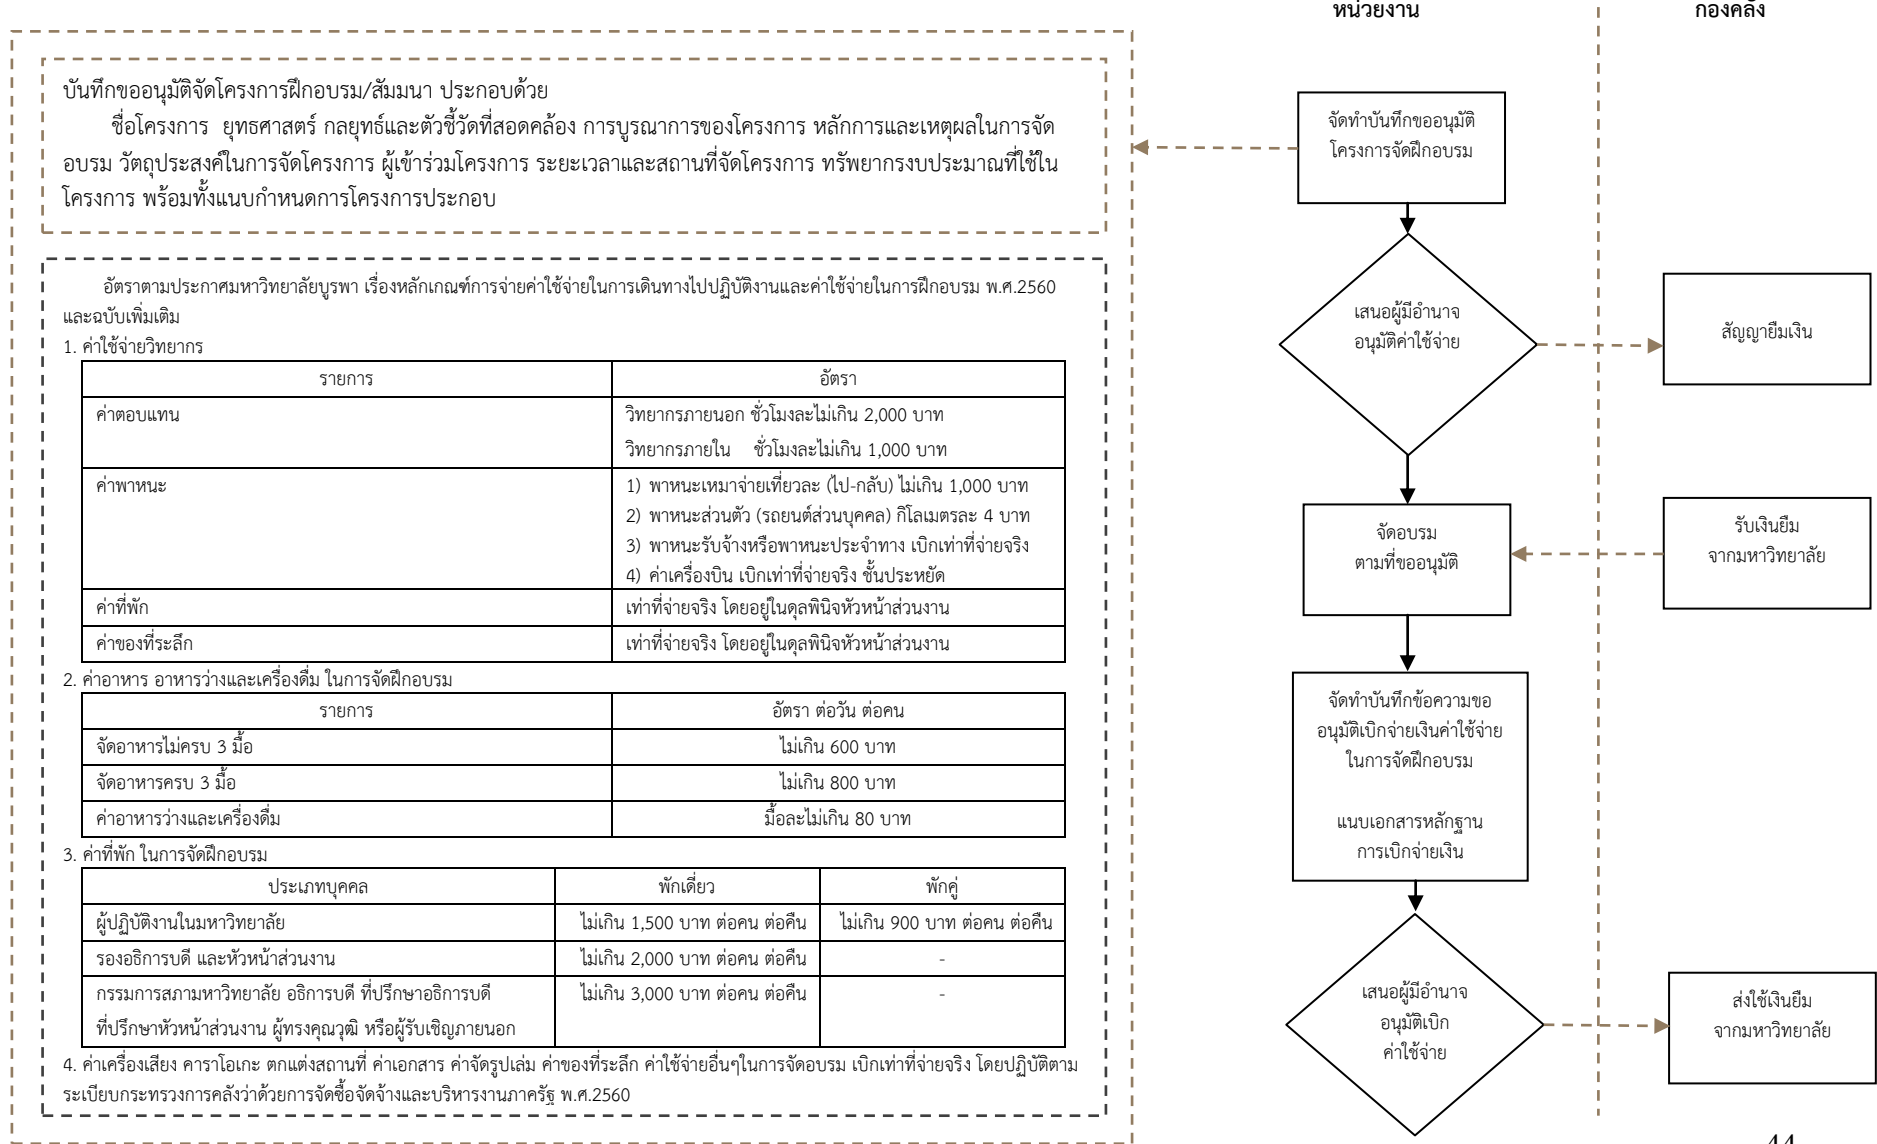 หน่วยงาน
กองคลัง
บันทึกขออนุมัติจัดโครงการฝึกอบรม/สัมมนา ประกอบด้วย
ชื่อโครงการ ยุทธศาสตร์ กลยุทธ์และตัวชี้วัดที่สอดคล้อง การบูรณาการของโครงการ หลักการและเหตุผลในการจัด
อบรม วัตถุประสงค์ในการจัดโครงการ ผู้เข้าร่วมโครงการ ระยะเวลาและสถานที่จัดโครงการ ทรัพยากรงบประมาณที่ใช้ใน
โครงการ พร้อมทั้งแนบกำหนดการโครงการประกอบ
อัตราตามประกาศมหาวิทยาลัยบูรพา เรื่องหลักเกณฑ์การจ่ายค่าใช้จ่ายในการเดินทางไปปฏิบัติงานและค่าใช้จ่ายในการฝึกอบรม พ.ศ.2560
และฉบับเพิ่มเติม
1. ค่าใช้จ่ายวิทยากร
รายการ อัตรา
ค่าตอบแทน วิทยากรภายนอก ชั่วโมงละไม่เกิน 2,000 บาท
วิทยากรภายใน ชั่วโมงละไม่เกิน 1,000 บาท
ค่าพาหนะ 1) พาหนะเหมาจ่ายเที่ยวละ (ไป-กลับ) ไม่เกิน 1,000 บาท
2) พาหนะส่วนตัว (รถยนต์ส่วนบุคคล) กิโลเมตรละ 4 บาท
3) พาหนะรับจ้างหรือพาหนะประจำทาง เบิกเท่าที่จ่ายจริง
4) ค่าเครื่องบิน เบิกเท่าที่จ่ายจริง ชั้นประหยัด
ค่าที่พัก เท่าที่จ่ายจริง โดยอยู่ในดุลพินิจหัวหน้าส่วนงาน
ค่าของที่ระลึก เท่าที่จ่ายจริง โดยอยู่ในดุลพินิจหัวหน้าส่วนงาน
2. ค่าอาหาร อาหารว่างและเครื่องดื่ม ในการจัดฝึกอบรม
รายการ อัตรา ต่อวัน ต่อคน
จัดอาหารไม่ครบ 3 มื้อ ไม่เกิน 600 บาท
จัดอาหารครบ 3 มื้อ ไม่เกิน 800 บาท
ค่าอาหารว่างและเครื่องดื่ม มื้อละไม่เกิน 80 บาท
3. ค่าที่พัก ในการจัดฝึกอบรม
ประเภทบุคคล พักเดี่ยว พักคู่
ผู้ปฏิบัติงานในมหาวิทยาลัย ไม่เกิน 1,500 บาท ต่อคน ต่อคืน ไม่เกิน 900 บาท ต่อคน ต่อคืน
รองอธิการบดี และหัวหน้าส่วนงาน ไม่เกิน 2,000 บาท ต่อคน ต่อคืน -
กรรมการสภามหาวิทยาลัย อธิการบดี ที่ปรึกษาอธิการบดี ไม่เกิน 3,000 บาท ต่อคน ต่อคืน -
ที่ปรึกษาหัวหน้าส่วนงาน ผู้ทรงคุณวุฒิ หรือผู้รับเชิญภายนอก
4. ค่าเครื่องเสียง คาราโอเกะ ตกแต่งสถานที่ ค่าเอกสาร ค่าจัดรูปเล่ม ค่าของที่ระลึก ค่าใช้จ่ายอื่นๆในการจัดอบรม เบิกเท่าที่จ่ายจริง โดยปฏิบัติตาม
ระเบียบกระทรวงการคลังว่าด้วยการจัดซื้อจัดจ้างและบริหารงานภาครัฐ พ.ศ.2560
จัดทำบันทึกขออนุมัติ
โครงการจัดฝึกอบรม
เสนอผู้มีอำนาจ
อนุมัติค่าใช้จ่าย
สัญญายืมเงิน
จัดอบรม
ตามที่ขออนุมัติ
รับเงินยืม
จากมหาวิทยาลัย
จัดทำบันทึกข้อความขอ
อนุมัติเบิกจ่ายเงินค่าใช้จ่าย
ในการจัดฝึกอบรม
แนบเอกสารหลักฐาน
การเบิกจ่ายเงิน
เสนอผู้มีอำนาจ
อนุมัติเบิก
ค่าใช้จ่าย
ส่งใช้เงินยืม
จากมหาวิทยาลัย
44